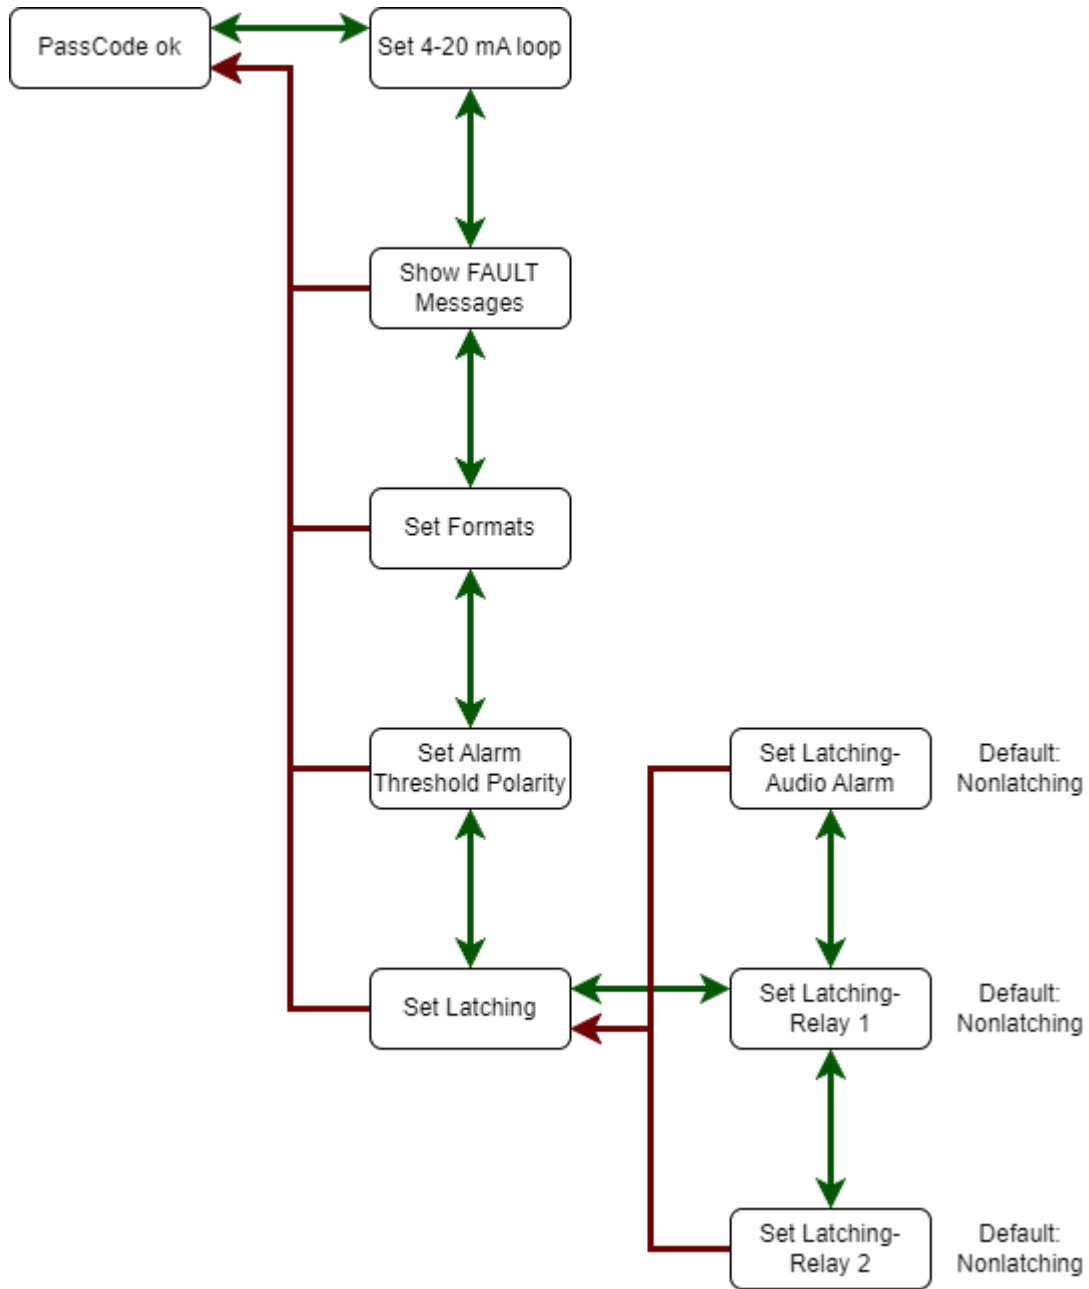 PassCode ok
Set 4-20 mA loop
Show FAULT
Messages
Set Formats
Set Alarm
Threshold Polarity
Set Latching-
Audio Alarm
Default:
Nonlatching
Set Latching
Set Latching-
Relay 1
Default:
Nonlatching
Set Latching-
Relay 2
Default:
Nonlatching